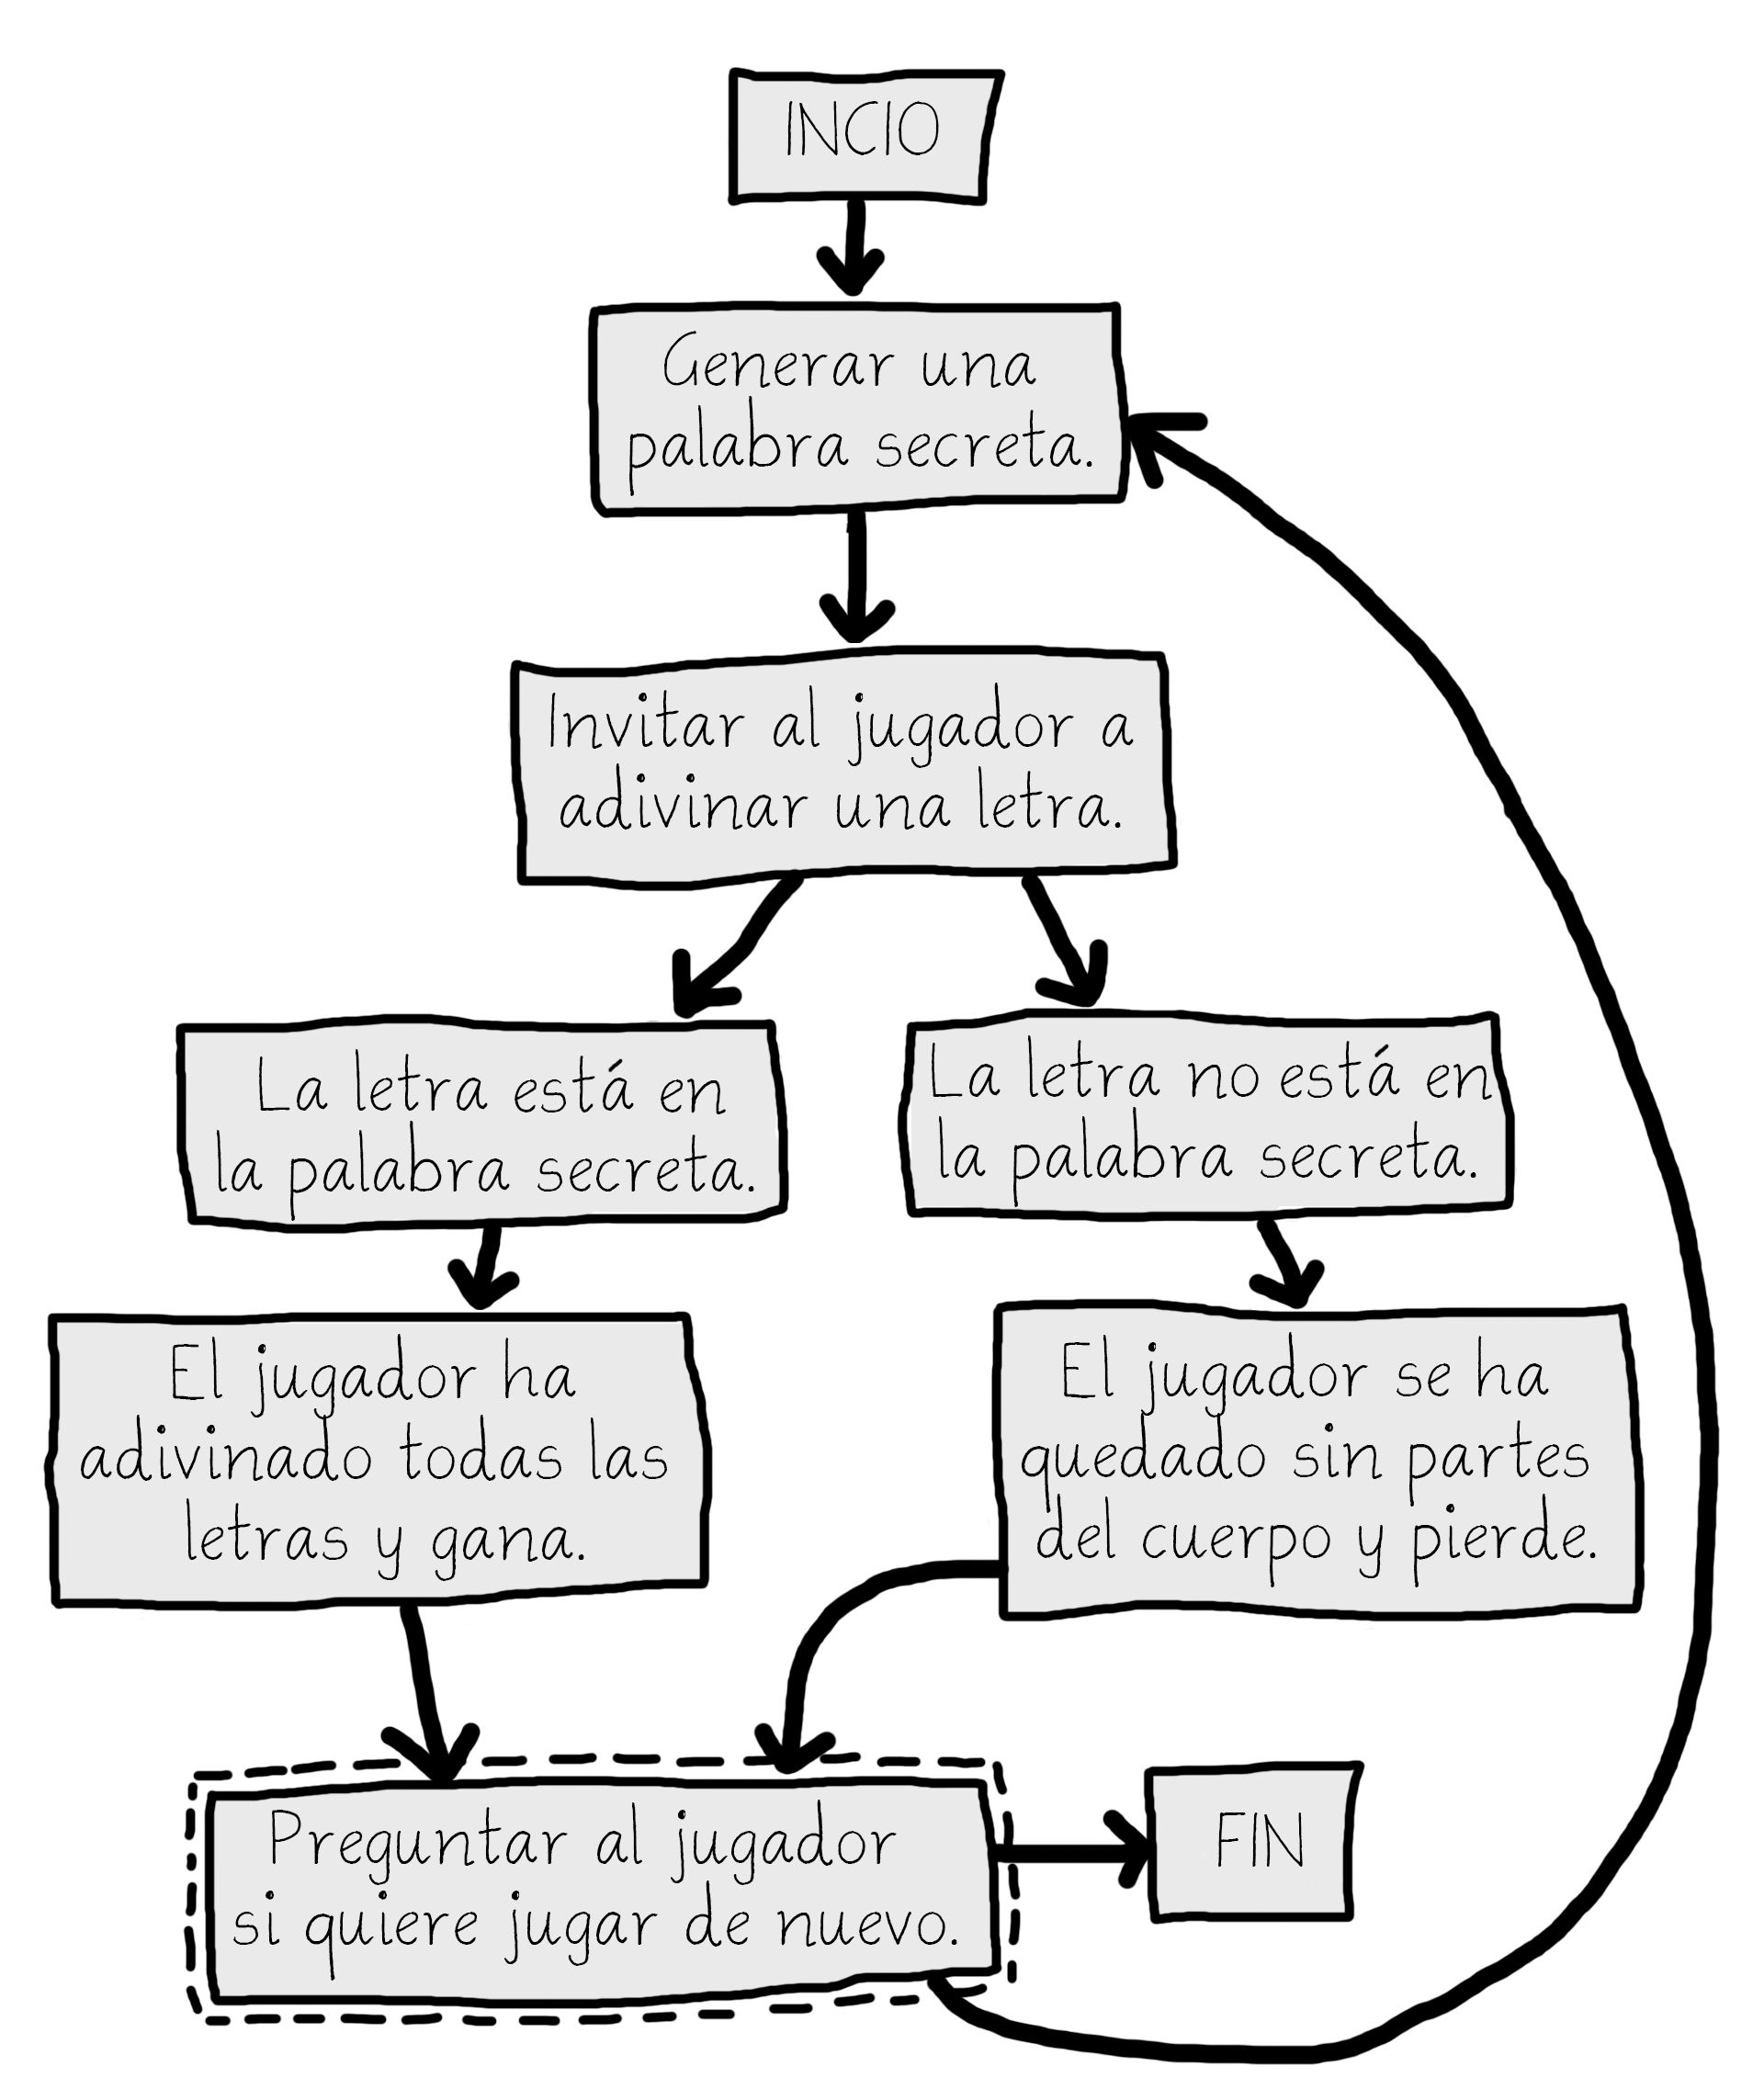 INCIO
Generar una
palabra secreta.
Invitar al jugador a
adivinar una letra.
La letra está en
la palabra secreta.
La letra no está en
la palabra secreta.
El jugador ha
adivinado todas las
letras y gana.
El jugador se ha
quedado sin partes
del cuerpo y pierde.
Preguntar al jugador
si quiere jugar de nuevo.
FIN